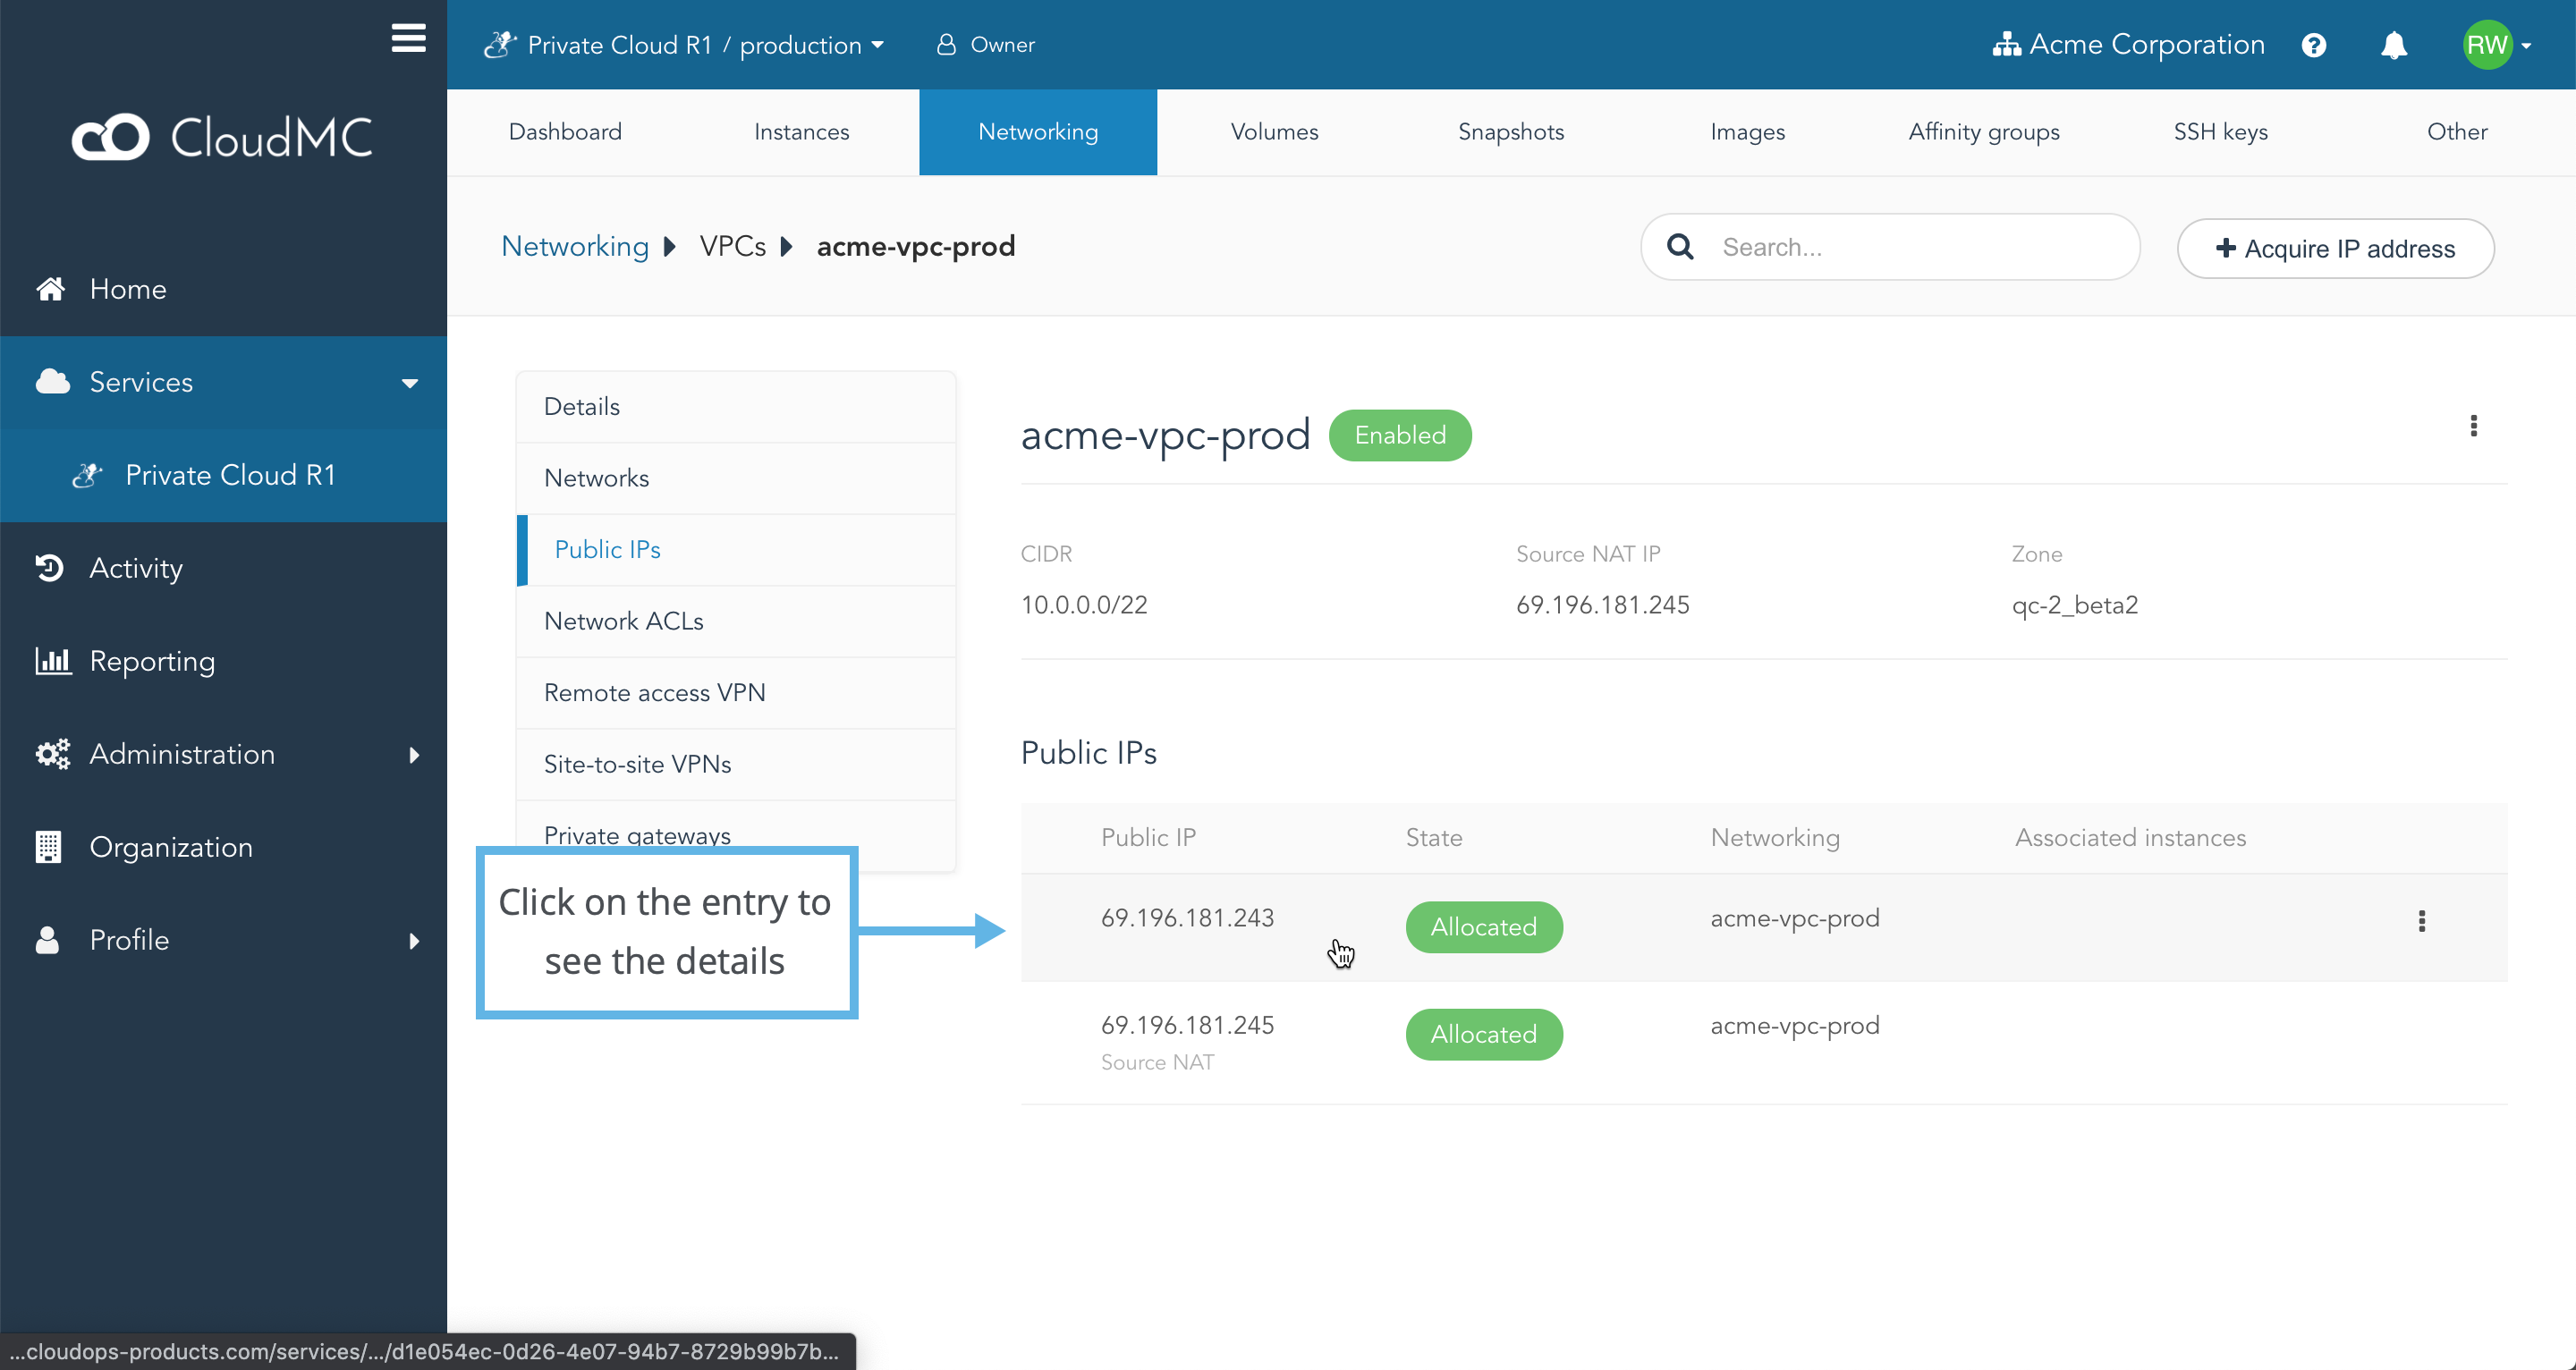 Private Cloud R1 / production
Owner
Acme Corporation
RW
CloudMC
Dashboard
Instances
Networking
Volumes
Snapshots
Images
Affinity groups
SSH keys
Other
Networking
VPCs
acme-vpc-prod
Search...
Acquire IP address
Home
Services
Private Cloud R1
Activity
Reporting
Administration
Organization
Profile
Details
Networks
Public IPs
Network ACLs
Remote access VPN
Site-to-site VPNs
Private gateways
Click on the entry to
see the details
acme-vpc-prod
Enabled
CIDR
Source NAT IP
Zone
10.0.0.0/22
69.196.181.245
qc-2_beta2
Public IPs
Public IP
State
Networking
Associated instances
69.196.181.243
Allocated
acme-vpc-prod
69.196.181.245
Allocated
acme-vpc-prod
Source NAT
...cloudops-products.com/services/.../d1e054ec-0d26-4e07-94b7-8729b99b7b...